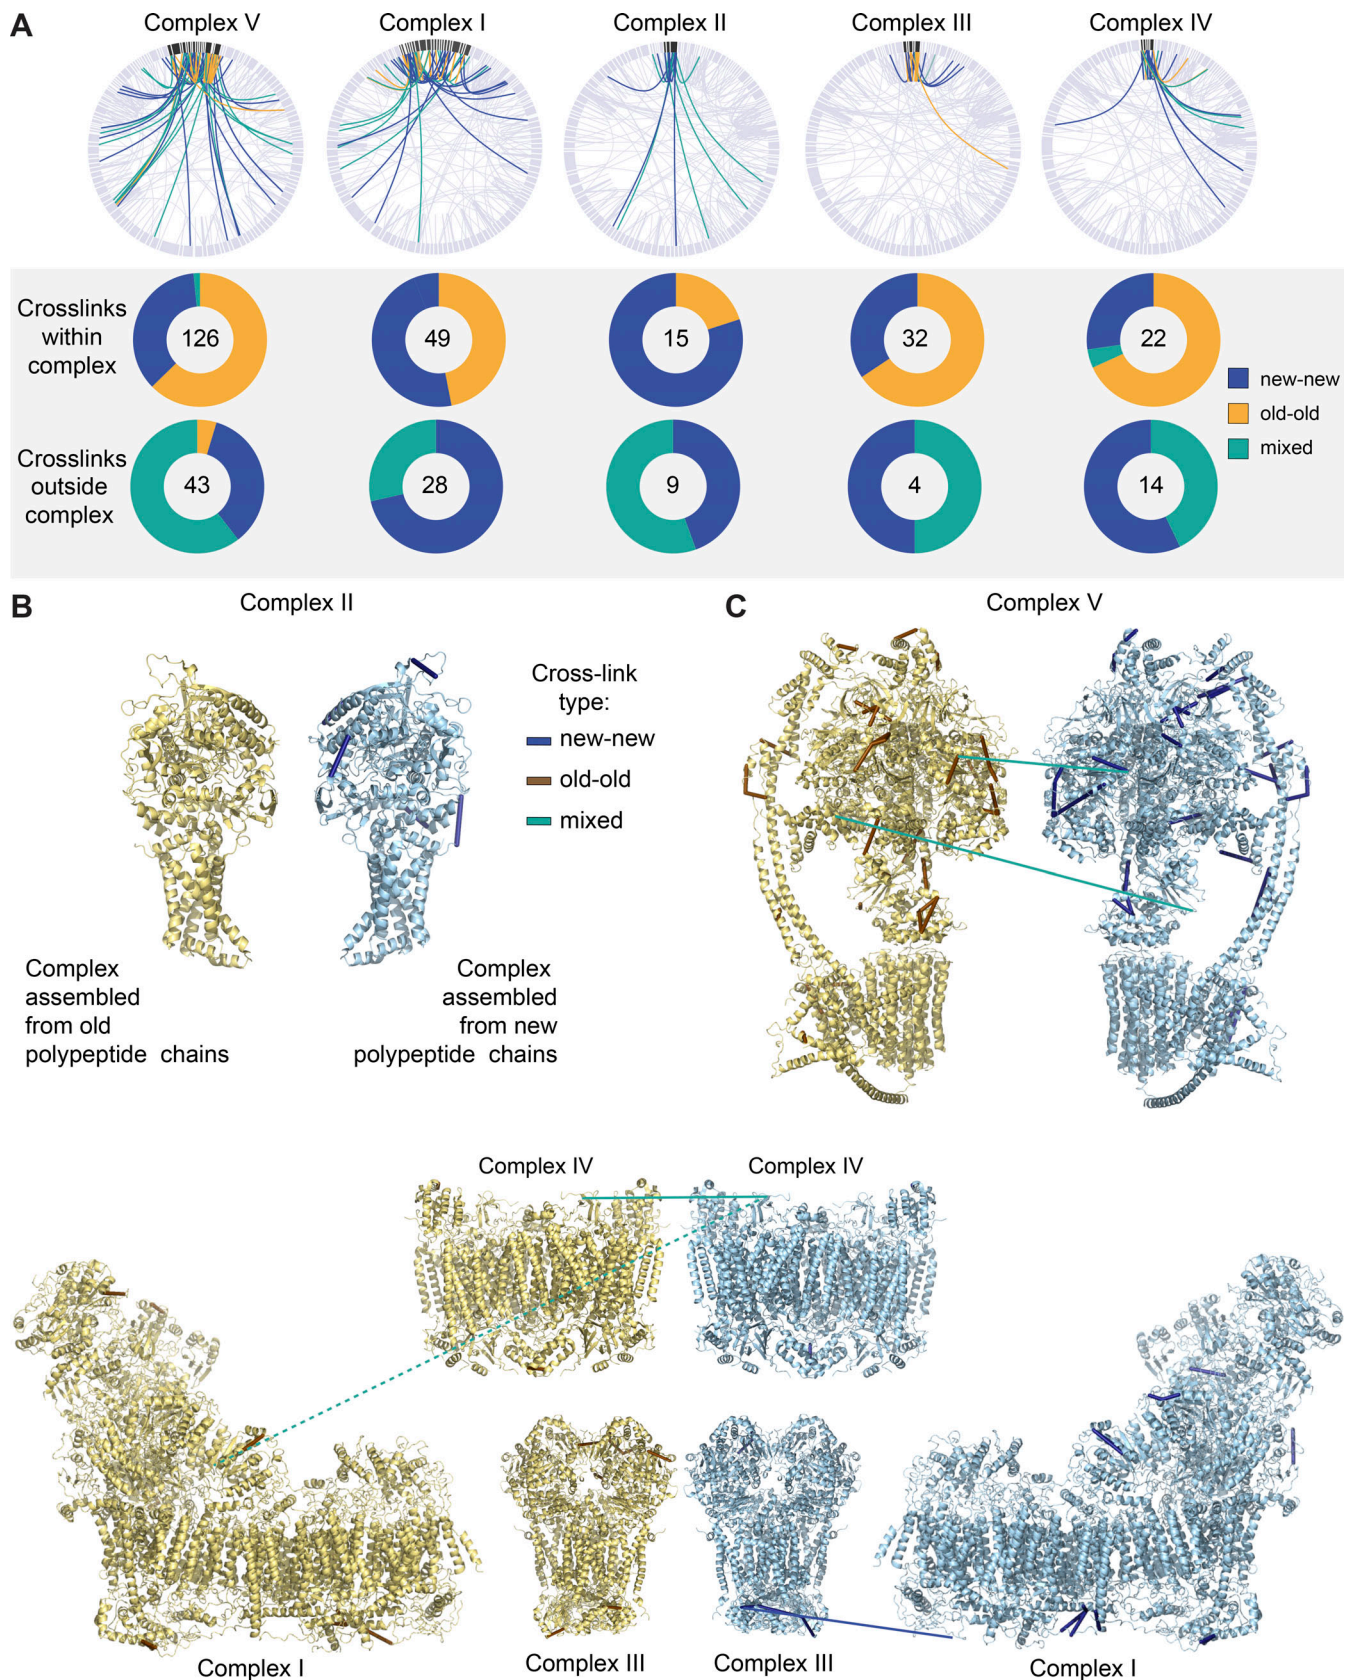 A
Complex V
Complex I
Complex II
Complex III
Complex IV
Crosslinks
within
complex
126
49
15
32
22
new-new
old-old
mixed
Crosslinks
outside
complex
43
28
9
4
14
B
Complex II
Cross-link
type:
new-new
old-old
mixed
Complex
assembled
from old
polypeptide chains
Complex
assembled
from new
polypeptide chains
C
Complex V
Complex IV
Complex IV
Complex I
Complex III
Complex III
Complex I